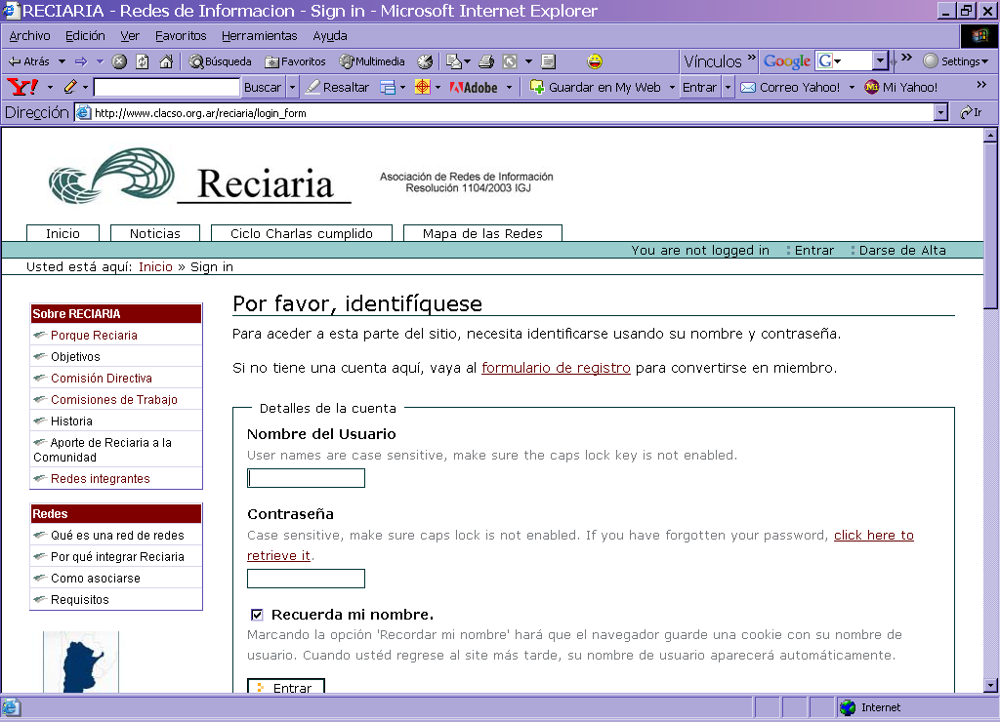 RECIARIA - Redes de Informacion - Sign in - Microsoft Internet Explorer
Archivo Edición Ver Favoritos Herramientas Ayuda
Atrás Búsqueda Favoritos Multimedia Vínculos » Google G Settings
Y! Buscar Resaltar Adobe Guardar en My Web Entrar Correo Yahoo! Mi Yahoo! »
Dirección http://www.clacso.org.ar/reciaria/login_form Ir
Reciaria
Asociación de Redes de Información
Resolución 1104/2003 IGJ
Inicio Noticias Ciclo Charlas cumplido Mapa de las Redes
You are not logged in Entrar Darse de Alta
Usted está aquí: Inicio » Sign in
Sobre RECIARIA
Porque Reciaria
Objetivos
Comisión Directiva
Comisiones de Trabajo
Historia
Aporte de Reciaria a la
Comunidad
Redes integrantes
Redes
Qué es una red de redes
Por qué integrar Reciaria
Como asociarse
Requisitos
Por favor, identifíquese
Para aceder a esta parte del sitio, necesita identificarse usando su nombre y contraseña.
Si no tiene una cuenta aquí, vaya al formulario de registro para convertirse en miembro.
Detalles de la cuenta
Nombre del Usuario
User names are case sensitive, make sure the caps lock key is not enabled.
Contraseña
Case sensitive, make sure caps lock is not enabled. If you have forgotten your password, click here to
retrieve it.
Recuerda mi nombre.
Marcando la opción 'Recordar mi nombre' hará que el navegador guarde una cookie con su nombre de
usuario. Cuando ustéd regrese al site más tarde, su nombre de usuario aparecerá automáticamente.
Entrar
Internet